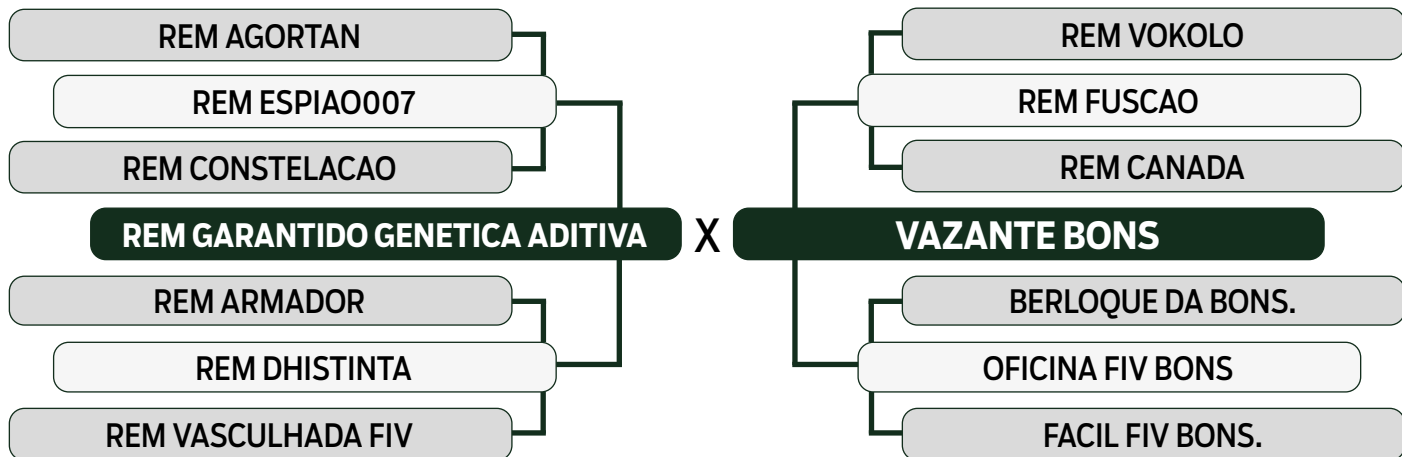 REM AGORTAN
REM VOKOLO
REM ESPIAO007
REM FUSCAO
REM CONSTELACAO
REM CANADA
REM GARANTIDO GENETICA ADITIVA X VAZANTE BONS
REM ARMADOR
BERLOQUE DA BONS.
REM DHISTINTA
OFICINA FIV BONS
REM VASCULHADA FIV
FACIL FIV BONS.